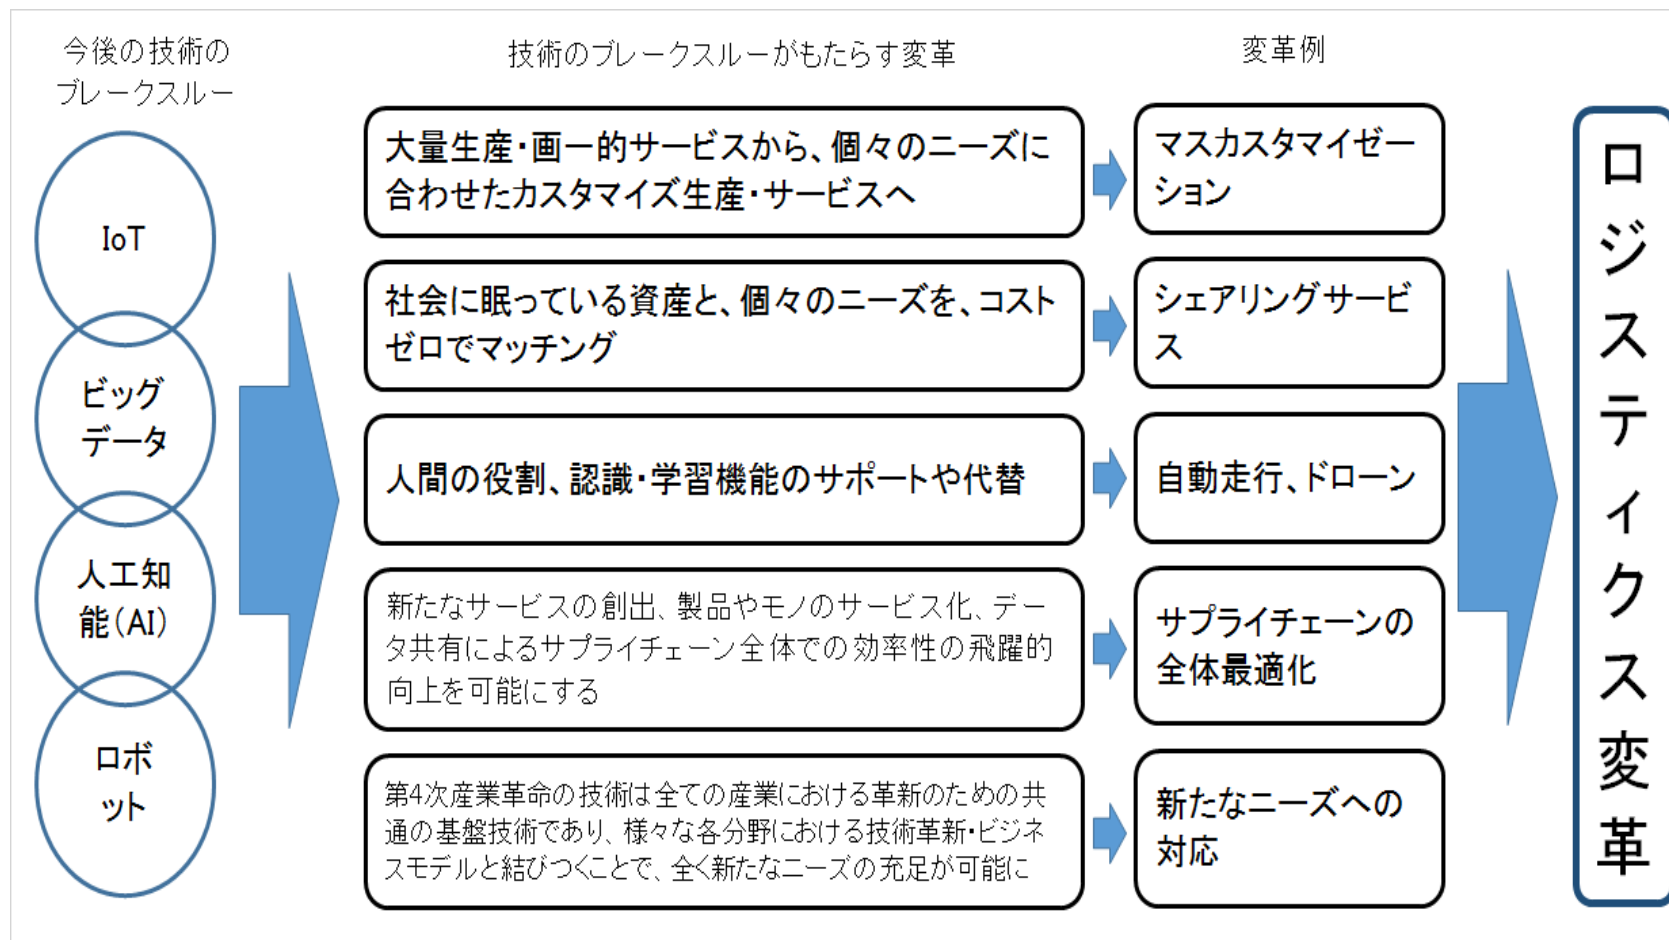 今後の技術の
ブレークスルー
技術のブレークスルーがもたらす変革
変革例
IoT
ビッグ
データ
人工知
能(AI)
ロボ
ット
大量生産・画一的サービスから、個々のニーズに
合わせたカスタマイズ生産・サービスへ
マスカスタマイゼー
ション
社会に眠っている資産と、個々のニーズを、コスト
ゼロでマッチング
シェアリングサービ
ス
人間の役割、認識・学習機能のサポートや代替
自動走行、ドローン
新たなサービスの創出、製品やモノのサービス化、デー
タ共有によるサプライチェーン全体での効率性の飛躍的
向上を可能にする
サプライチェーンの
全体最適化
第4次産業革命の技術は全ての産業における革新のための共
通の基盤技術であり、様々な各分野における技術革新・ビジネ
スモデルと結びつくことで、全く新たなニーズの充足が可能に
新たなニーズへの
対応
ロジスティクス変革